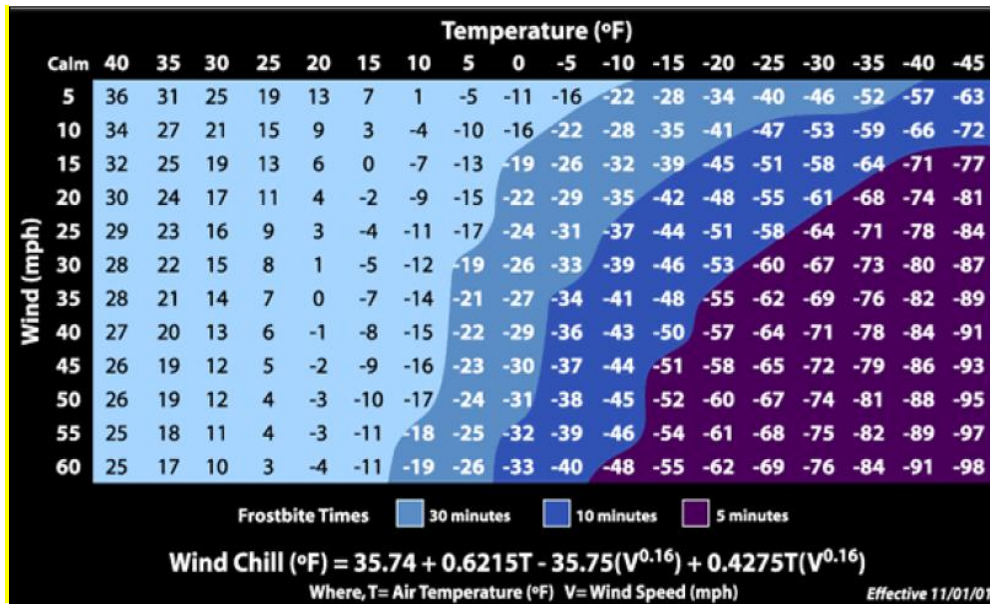 Temperature (ºF)
Calm 40 35 30 25 20 15 10 5 0 -5 -10 -15 -20 -25 -30 -35 -40 -45
5 36 31 25 19 13 7 1 -5 -11 -16 -22 -28 -34 -40 -46 -52 -57 -63
10 34 27 21 15 9 3 -4 -10 -16 -22 -28 -35 -41 -47 -53 -59 -66 -72
15 32 25 19 13 6 0 -7 -13 -19 -26 -32 -39 -45 -51 -58 -64 -71 -77
20 30 24 17 11 4 -2 -9 -15 -22 -29 -35 -42 -48 -55 -61 -68 -74 -81
25 29 23 16 9 3 -4 -11 -17 -24 -31 -37 -44 -51 -58 -64 -71 -78 -84
30 28 22 15 8 1 -5 -12 -19 -26 -33 -39 -46 -53 -60 -67 -73 -80 -87
35 28 21 14 7 0 -7 -14 -21 -27 -34 -41 -48 -55 -62 -69 -76 -82 -89
40 27 20 13 6 -1 -8 -15 -22 -29 -36 -43 -50 -57 -64 -71 -78 -84 -91
45 26 19 12 5 -2 -9 -16 -23 -30 -37 -44 -51 -58 -65 -72 -79 -86 -93
50 26 19 12 4 -3 -10 -17 -24 -31 -38 -45 -52 -60 -67 -74 -81 -88 -95
55 25 18 11 4 -3 -11 -18 -25 -32 -39 -46 -54 -61 -68 -75 -82 -89 -97
60 25 17 10 3 -4 -11 -19 -26 -33 -40 -48 -55 -62 -69 -76 -84 -91 -98
Wind (mph)
Frostbite Times 30 minutes 10 minutes 5 minutes
Wind Chill (ºF) = 35.74 + 0.6215T - 35.75(V^0.16) + 0.4275T(V^0.16)
Where, T= Air Temperature (ºF) V= Wind Speed (mph) Effective 11/01/01